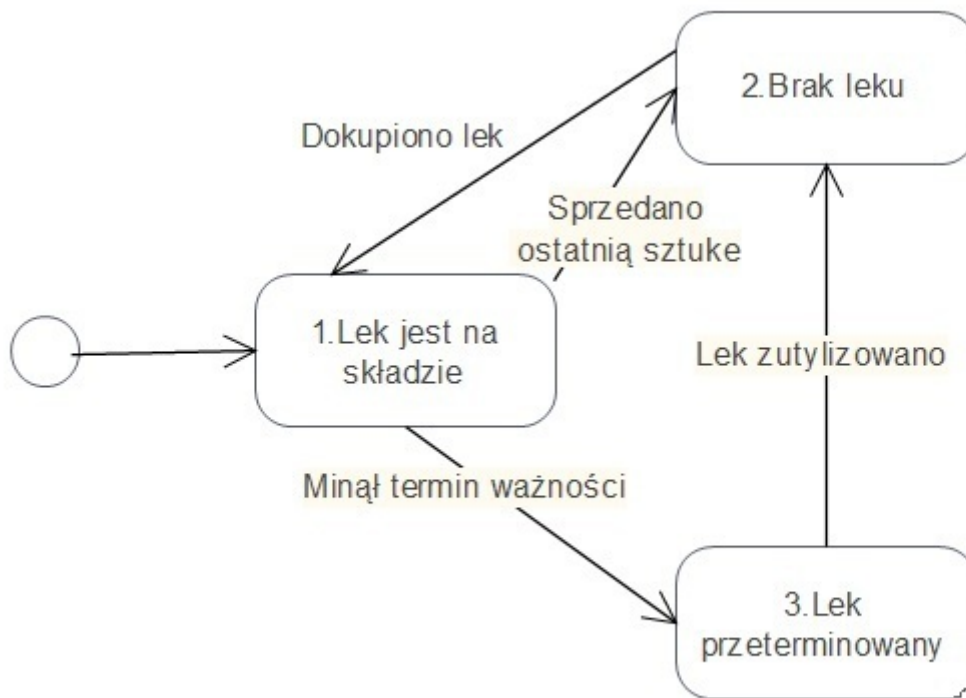 2.Brak leku
Dokupiono lek
Sprzedano
ostatnią sztuke
1.Lek jest na
składzie
Lek zutylizowano
Minął termin ważności
3.Lek
przeterminowany